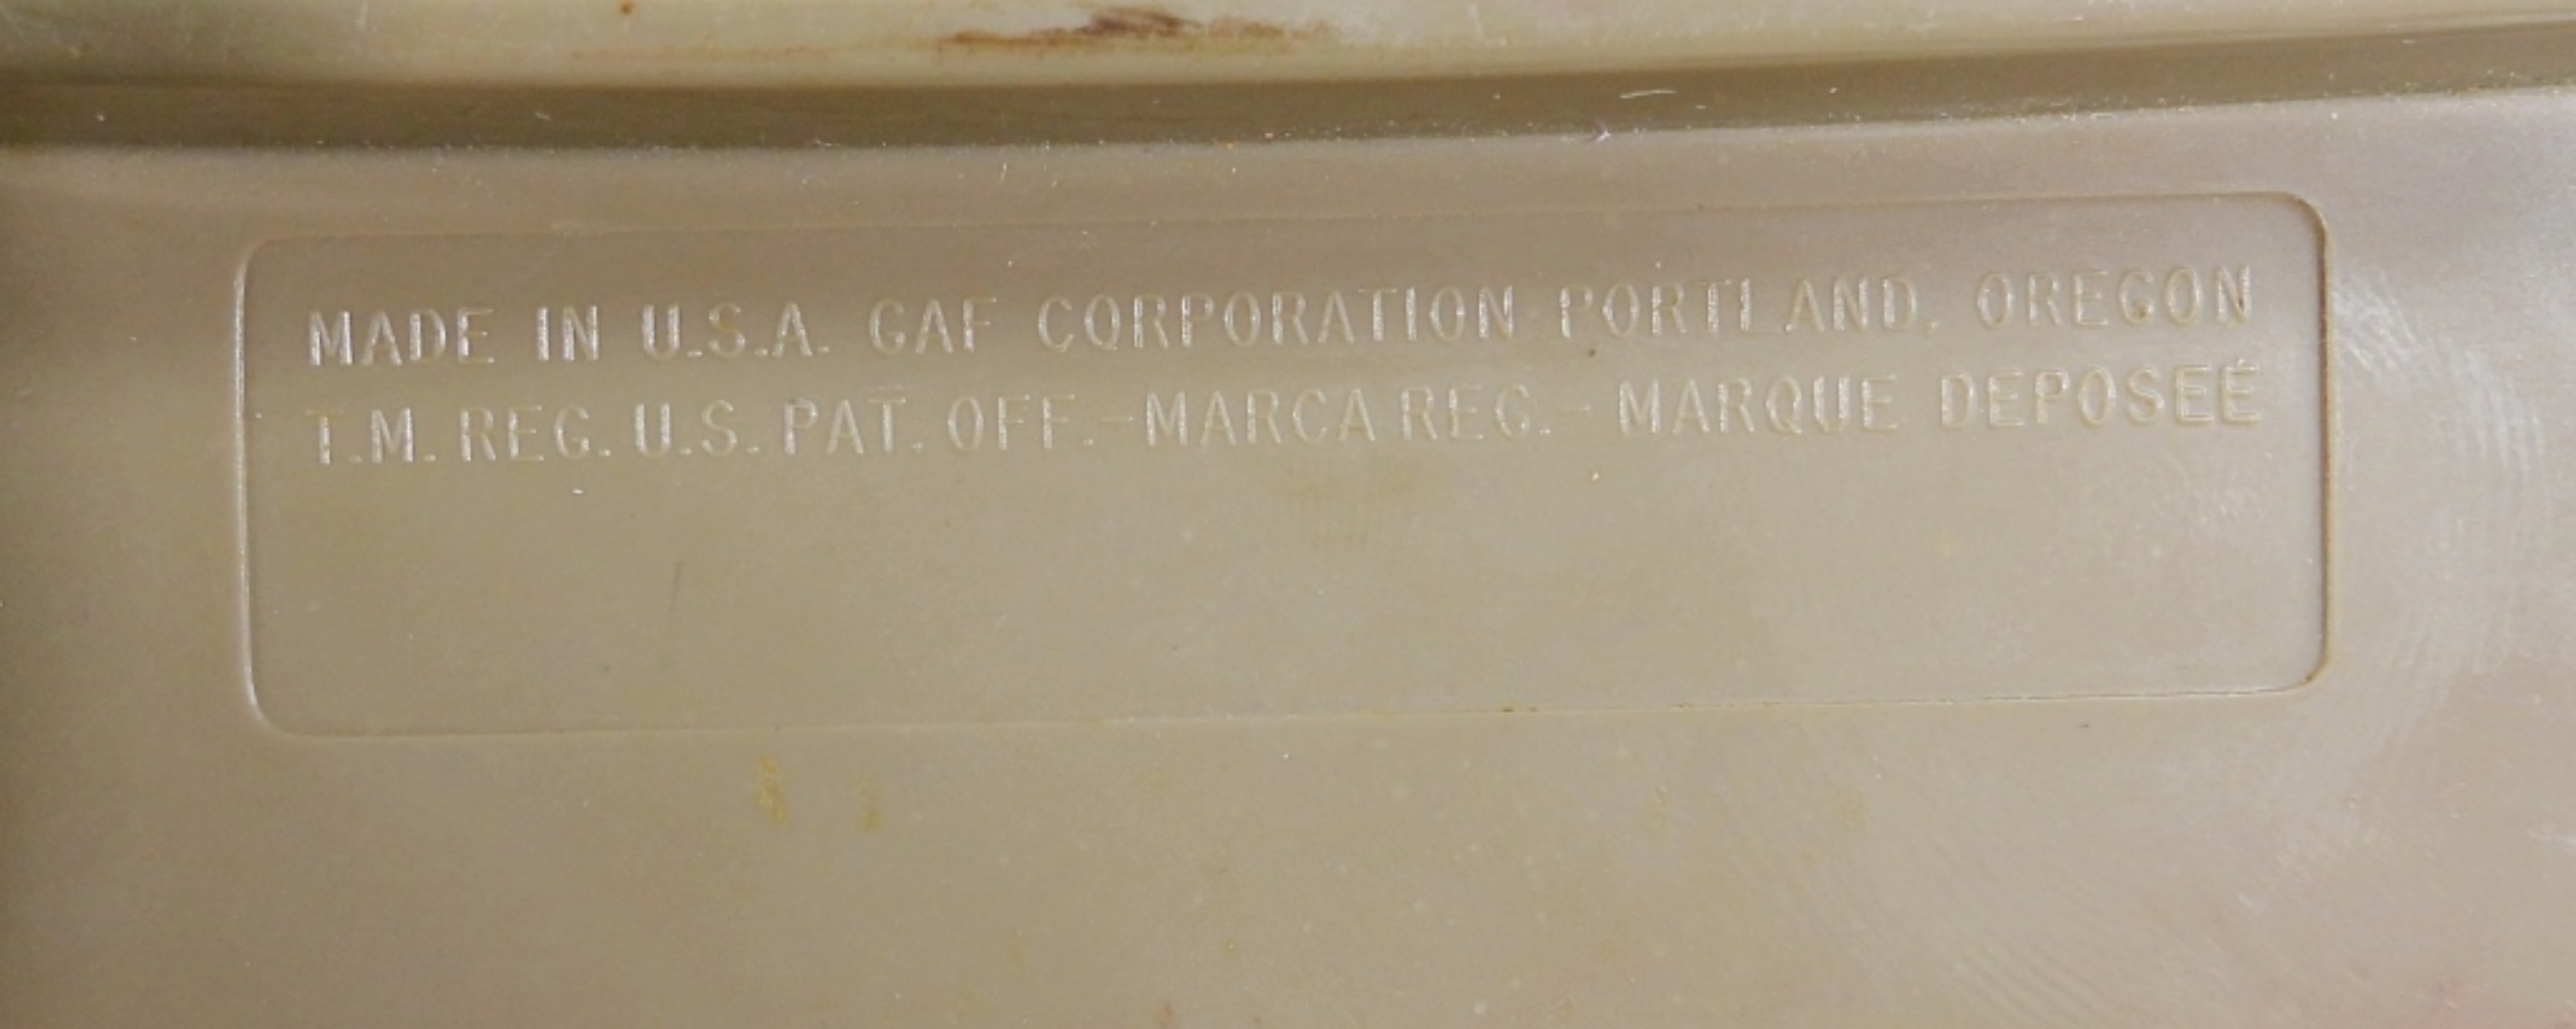 MADE IN U.S.A. GAF CORPORATION PORTLAND, OREGON
T.M. REG. U.S. PAT. OFF.-MARCA REG.- MARQUE DEPOSEÉ